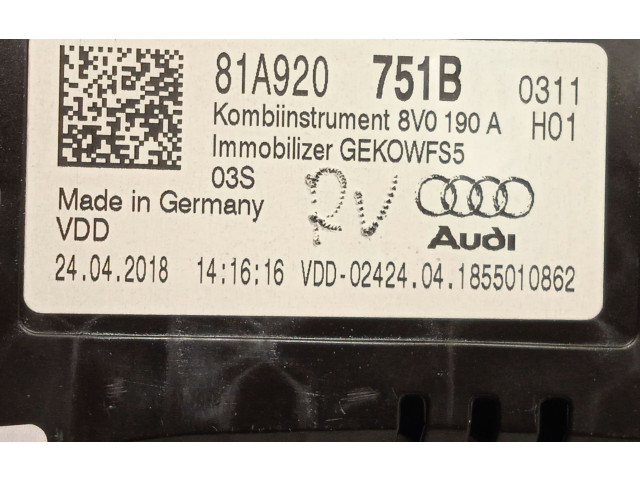 81A920 751B 0311
Kombiinstrument 8V0 190 A H01
Immobilizer GEKOWFS5
03S
RV
Made in Germany
VDD
Audi
24.04.2018 14:16:16 VDD-02424.04.1855010862